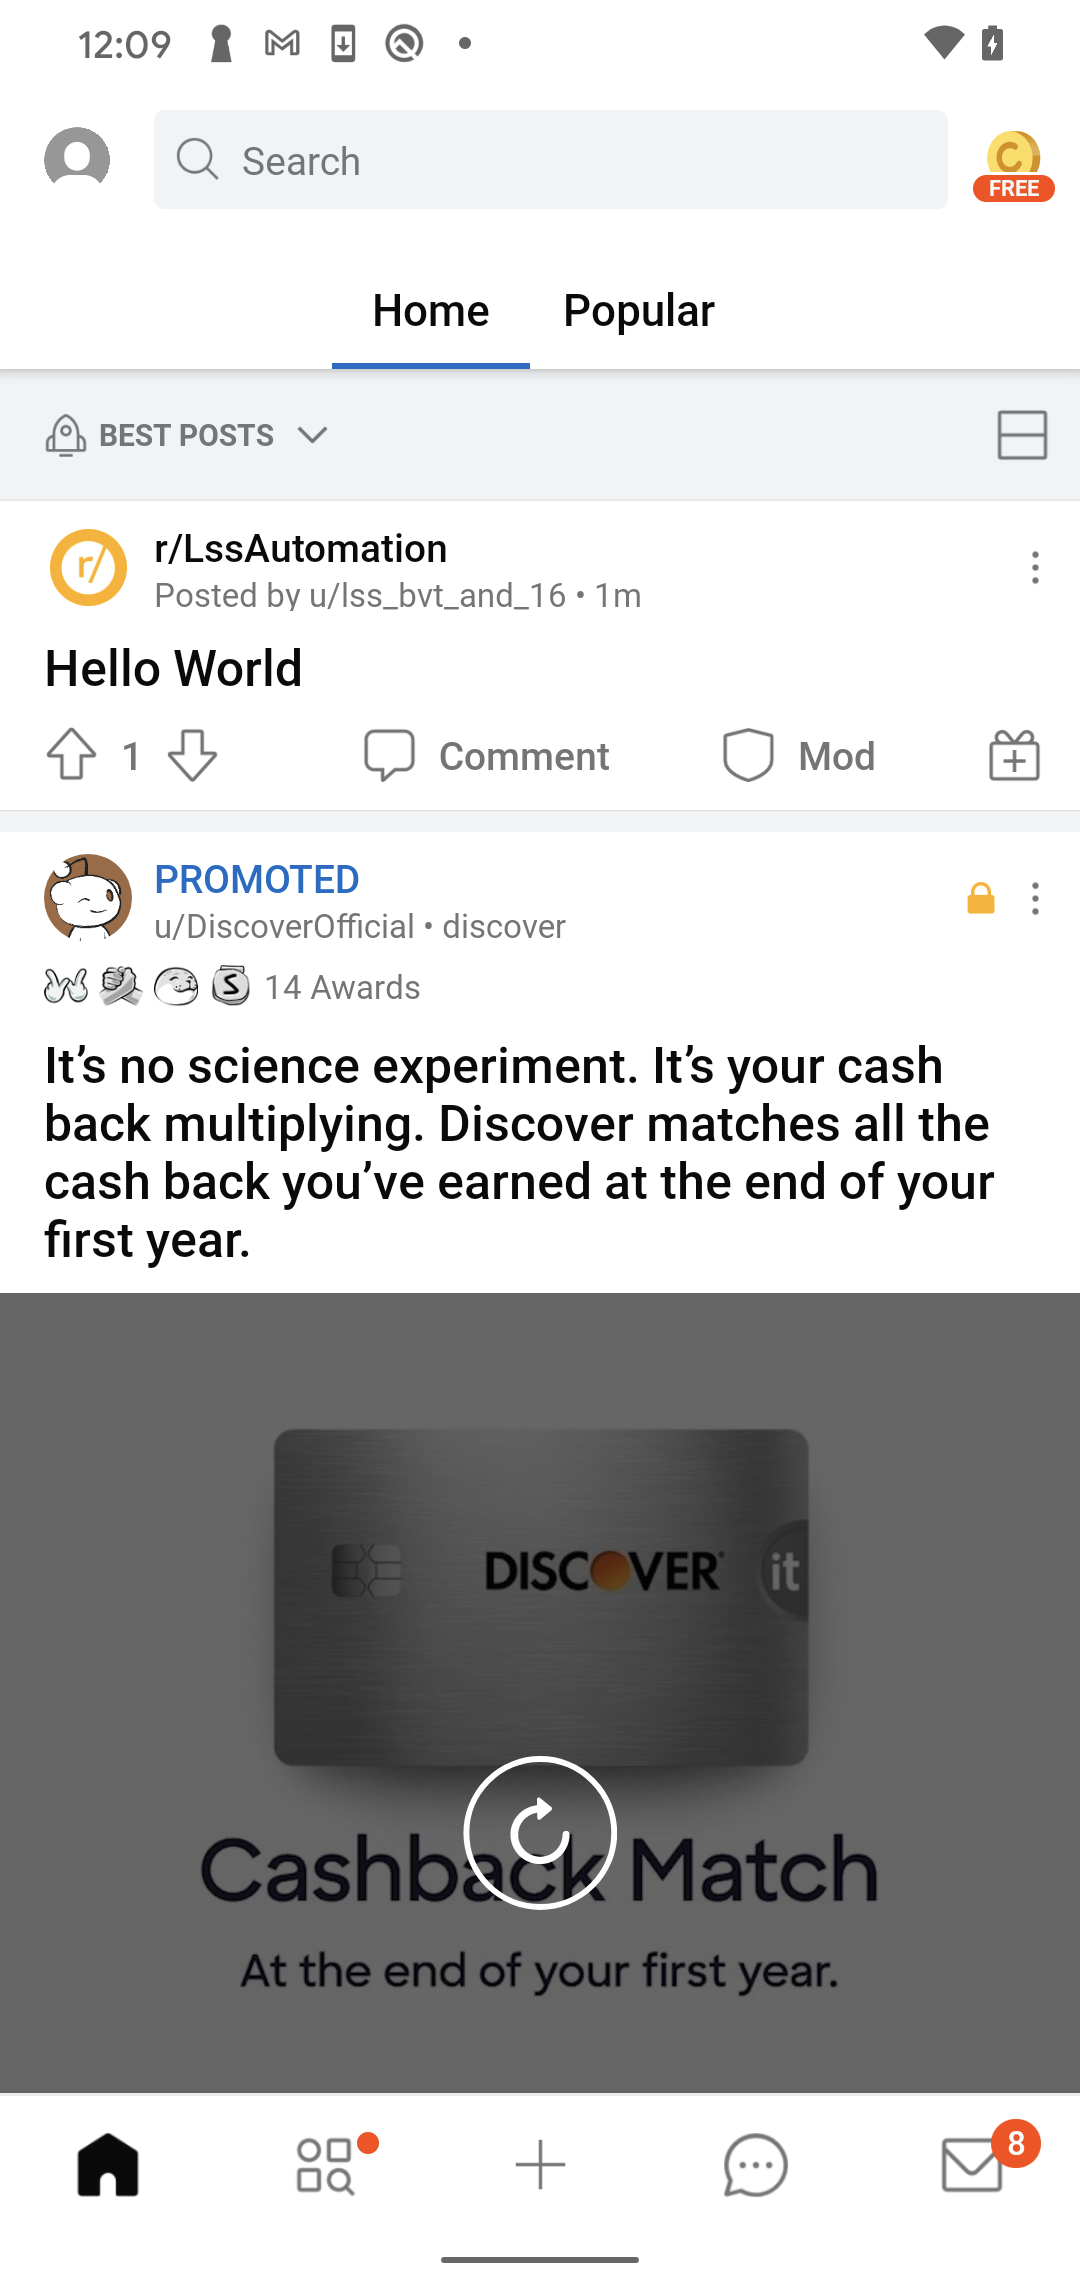 12:09
Search
FREE
Home Popular
BEST POSTS
r/
r/LssAutomation
Posted by u/lss_bvt_and_16 • 1m
Hello World
1 Comment Mod
PROMOTED
u/DiscoverOfficial • discover
S 14 Awards
It’s no science experiment. It’s your cash
back multiplying. Discover matches all the
cash back you’ve earned at the end of your
first year.
DISCOVER it
Cashback Match
At the end of your first year.
8